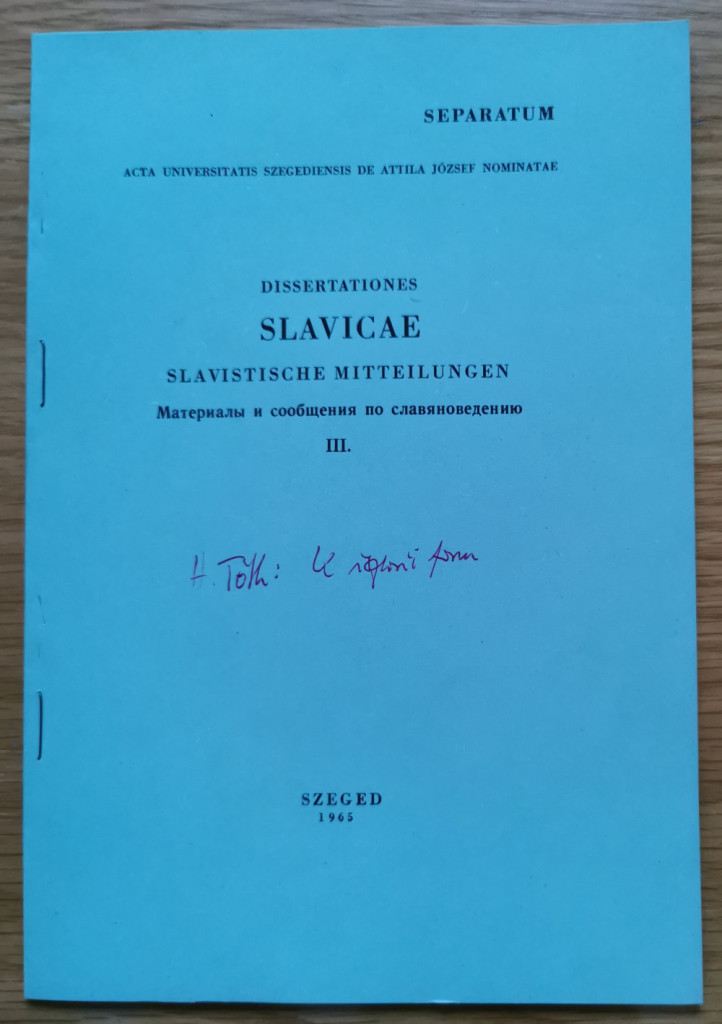 SEPARATUM
ACTA UNIVERSITATIS SZEGEDIENSIS DE ATTILA JÓZSEF NOMINATAE
DISSERTATIONES
SLAVICAE
SLAVISTISCHE MITTEILUNGEN
Материалы и сообщения по славяноведению
III.
H. Tóth:
SZEGED
1965